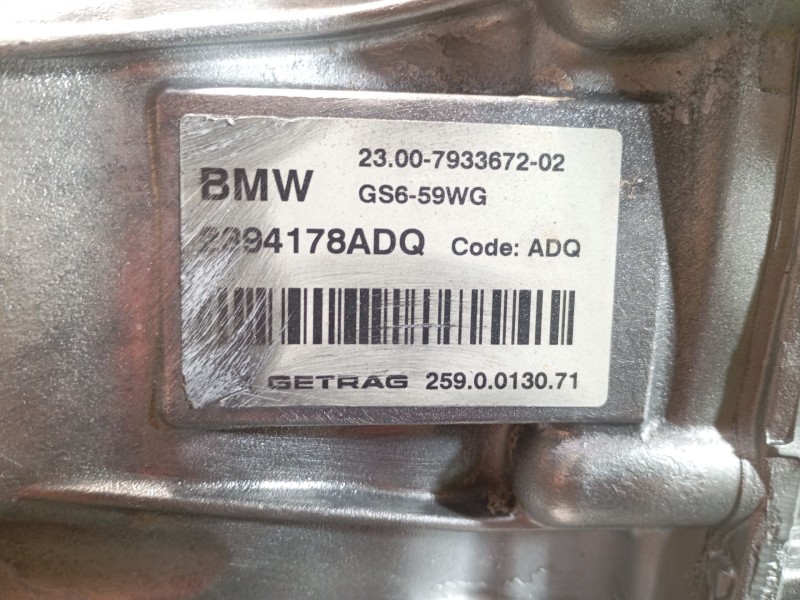 BMW 23.00-7933672-02
GS6-59WG
Code: ADQ
GETRAG 259.0.0130.71